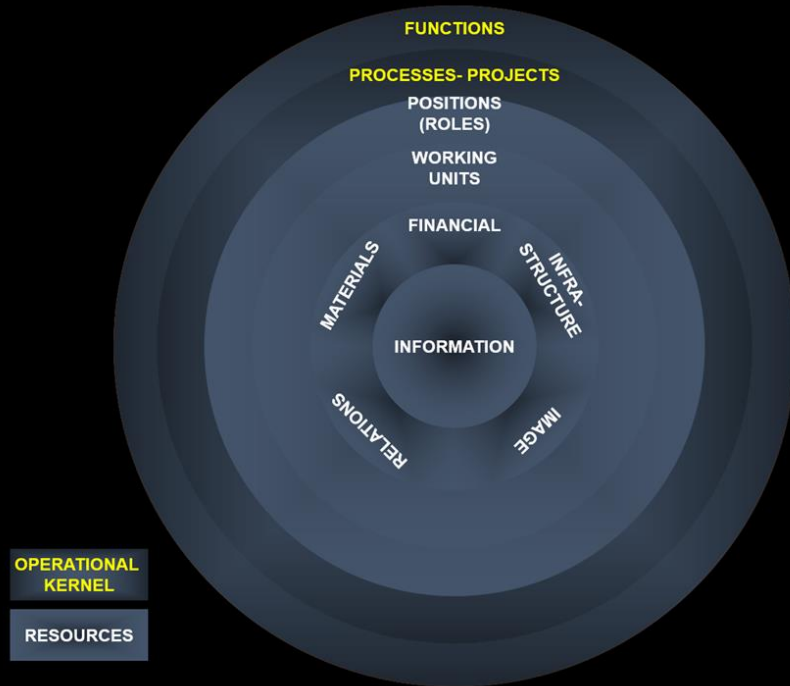 FUNCTIONS
PROCESSES- PROJECTS
POSITIONS
(ROLES)
WORKING
UNITS
FINANCIAL
MATERIALS
INFRA-
STRUCTURE
INFORMATION
RELATIONS
IMAGE
OPERATIONAL
KERNEL
RESOURCES